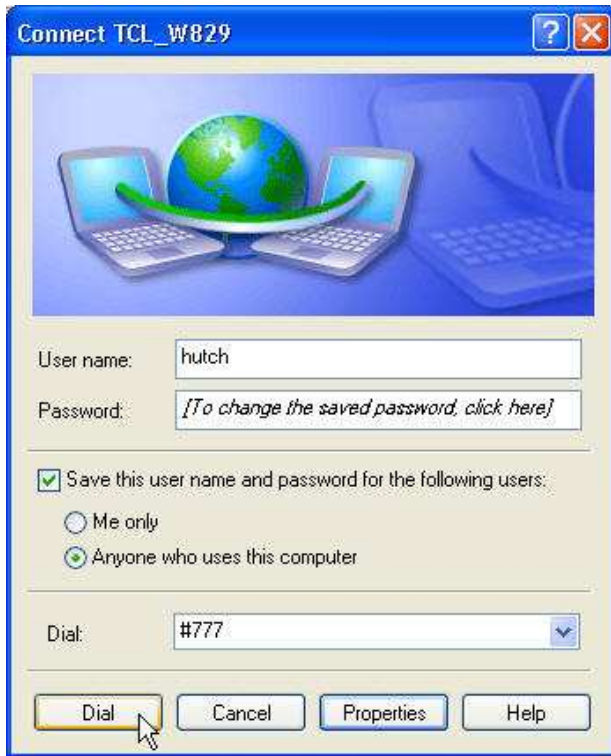 Connect TCL_W829
User name: hutch
Password: [To change the saved password, click here]
Save this user name and password for the following users:
Me only
Anyone who uses this computer
Dial: #777
Dial Cancel Properties Help